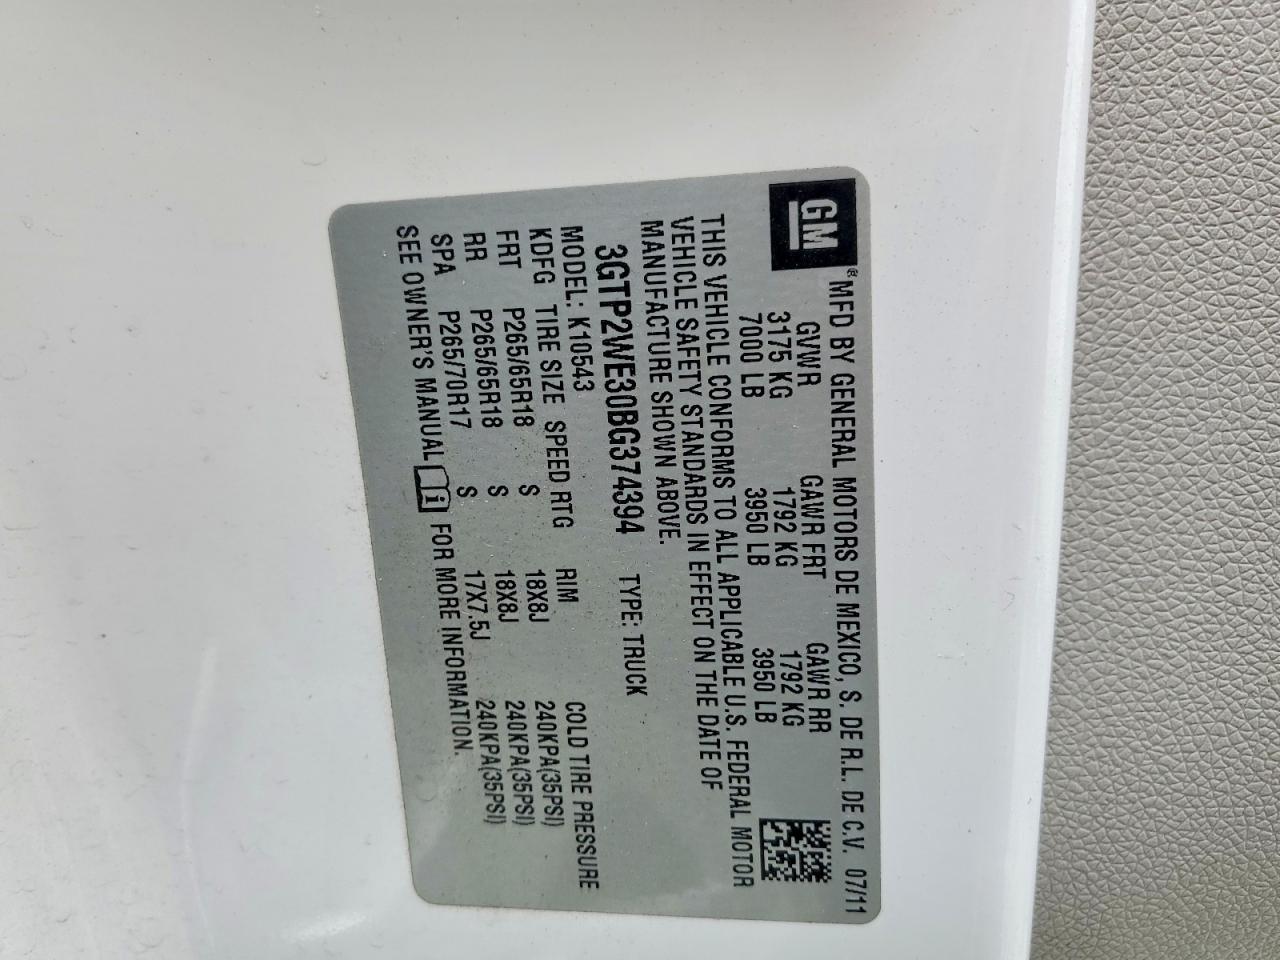 GM ® MFD BY GENERAL MOTORS DE MEXICO, S. DE R.L. DE C.V. 07/11
GVWR GAWR FRT GAWR RR
3175 KG 1792 KG 1792 KG
7000 LB 3950 LB 3950 LB
THIS VEHICLE CONFORMS TO ALL APPLICABLE U.S. FEDERAL MOTOR
VEHICLE SAFETY STANDARDS IN EFFECT ON THE DATE OF
MANUFACTURE SHOWN ABOVE.
3GTP2WE30BG374394 TYPE: TRUCK
MODEL: K10543
KDFG TIRE SIZE SPEED RTG RIM COLD TIRE PRESSURE
FRT P265/65R18 S 18X8J 240KPA(35PSI)
RR P265/65R18 S 18X8J 240KPA(35PSI)
SPA P265/70R17 S 17X7.5J 240KPA(35PSI)
SEE OWNER'S MANUAL i FOR MORE INFORMATION.